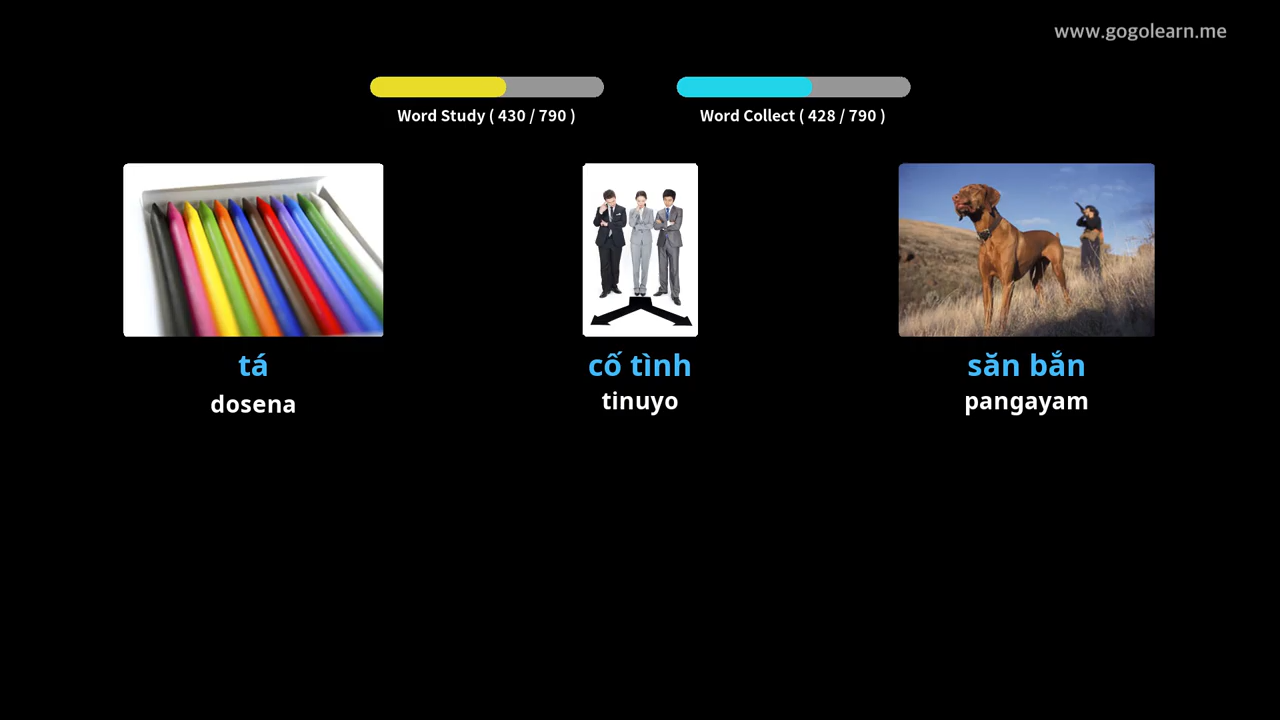 www.gogolearn.me
Word Study ( 430 / 790 )
Word Collect ( 428 / 790 )
tá
dosena
cố tình
tinuyo
săn bắn
pangayam